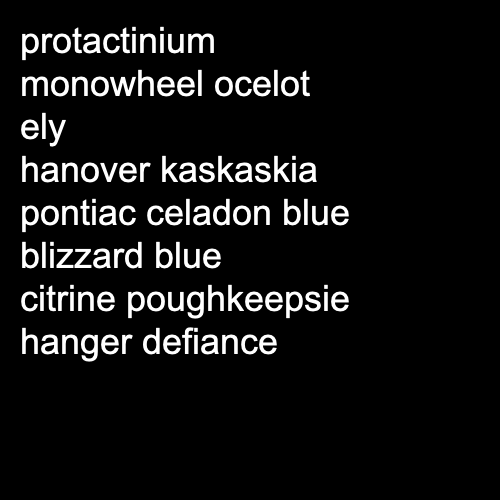 protactinium
monowheel ocelot
ely
hanover kaskaskia
pontiac celadon blue
blizzard blue
citrine poughkeepsie
hanger defiance